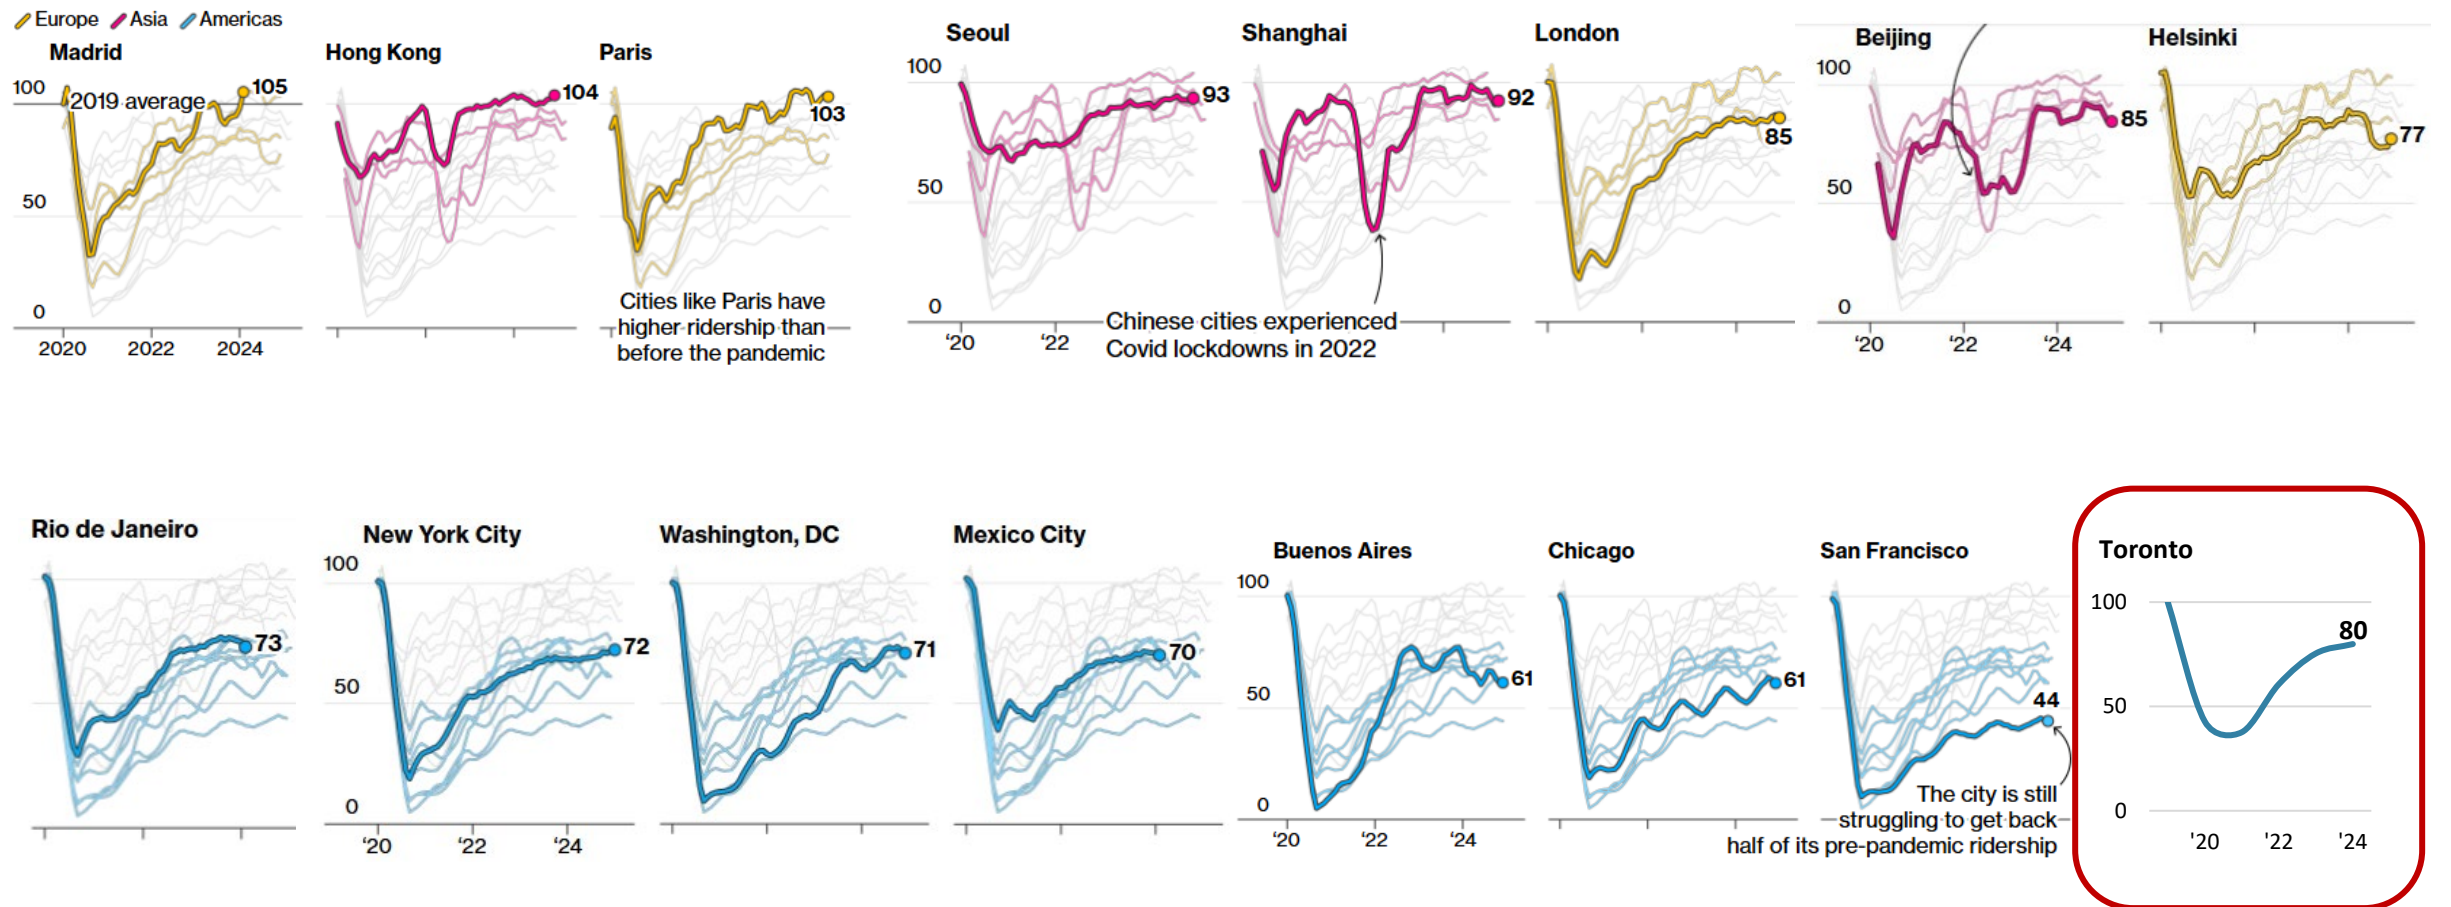 Europe Asia Americas
Madrid
100
2019 average
105
50
0
2020 2022 2024
Hong Kong
104
Paris
103
Cities like Paris have
higher ridership than
before the pandemic
Seoul
100
93
50
0
‘20 ‘22
Shanghai
92
Chinese cities experienced
Covid lockdowns in 2022
London
85
Beijing
100
85
50
0
‘20 ‘22 ‘24
Helsinki
77
Rio de Janeiro
73
New York City
100
72
50
0
‘20 ‘22 ‘24
Washington, DC
71
Mexico City
70
Buenos Aires
100
61
50
0
‘20 ‘22 ‘24
Chicago
61
San Francisco
44
The city is still
struggling to get back
half of its pre-pandemic ridership
Toronto
100
80
50
0
'20 '22 '24